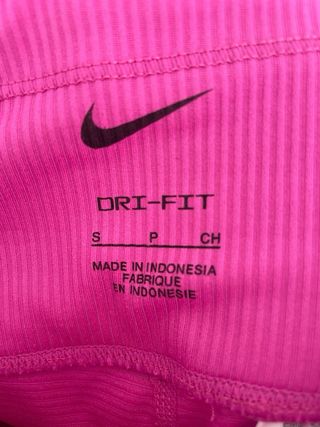 DRI-FIT
S P CH
MADE IN INDONESIA
FABRIQUE
EN INDONESIE